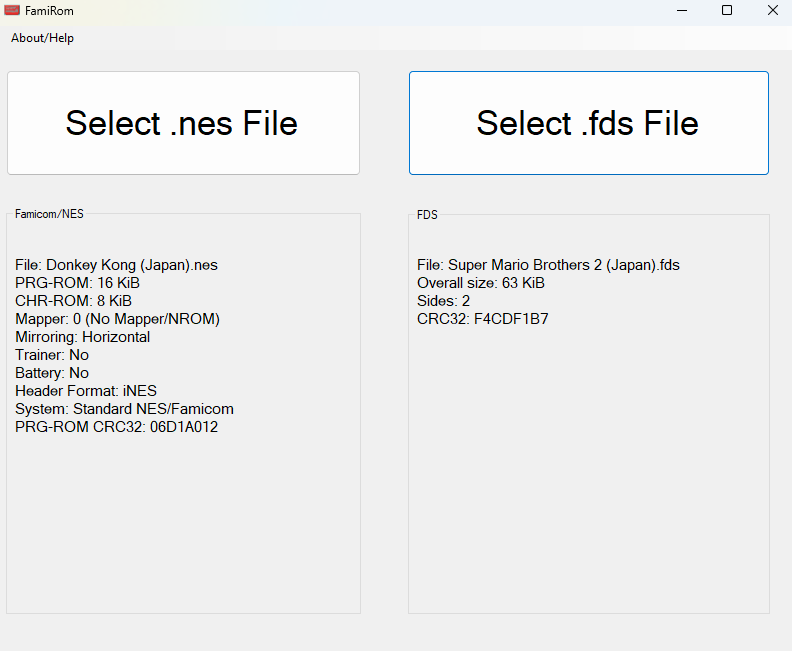 FamiRom
About/Help
Select .nes File
Select .fds File
Famicom/NES
File: Donkey Kong (Japan).nes
PRG-ROM: 16 KiB
CHR-ROM: 8 KiB
Mapper: 0 (No Mapper/NROM)
Mirroring: Horizontal
Trainer: No
Battery: No
Header Format: iNES
System: Standard NES/Famicom
PRG-ROM CRC32: 06D1A012
FDS
File: Super Mario Brothers 2 (Japan).fds
Overall size: 63 KiB
Sides: 2
CRC32: F4CDF1B7